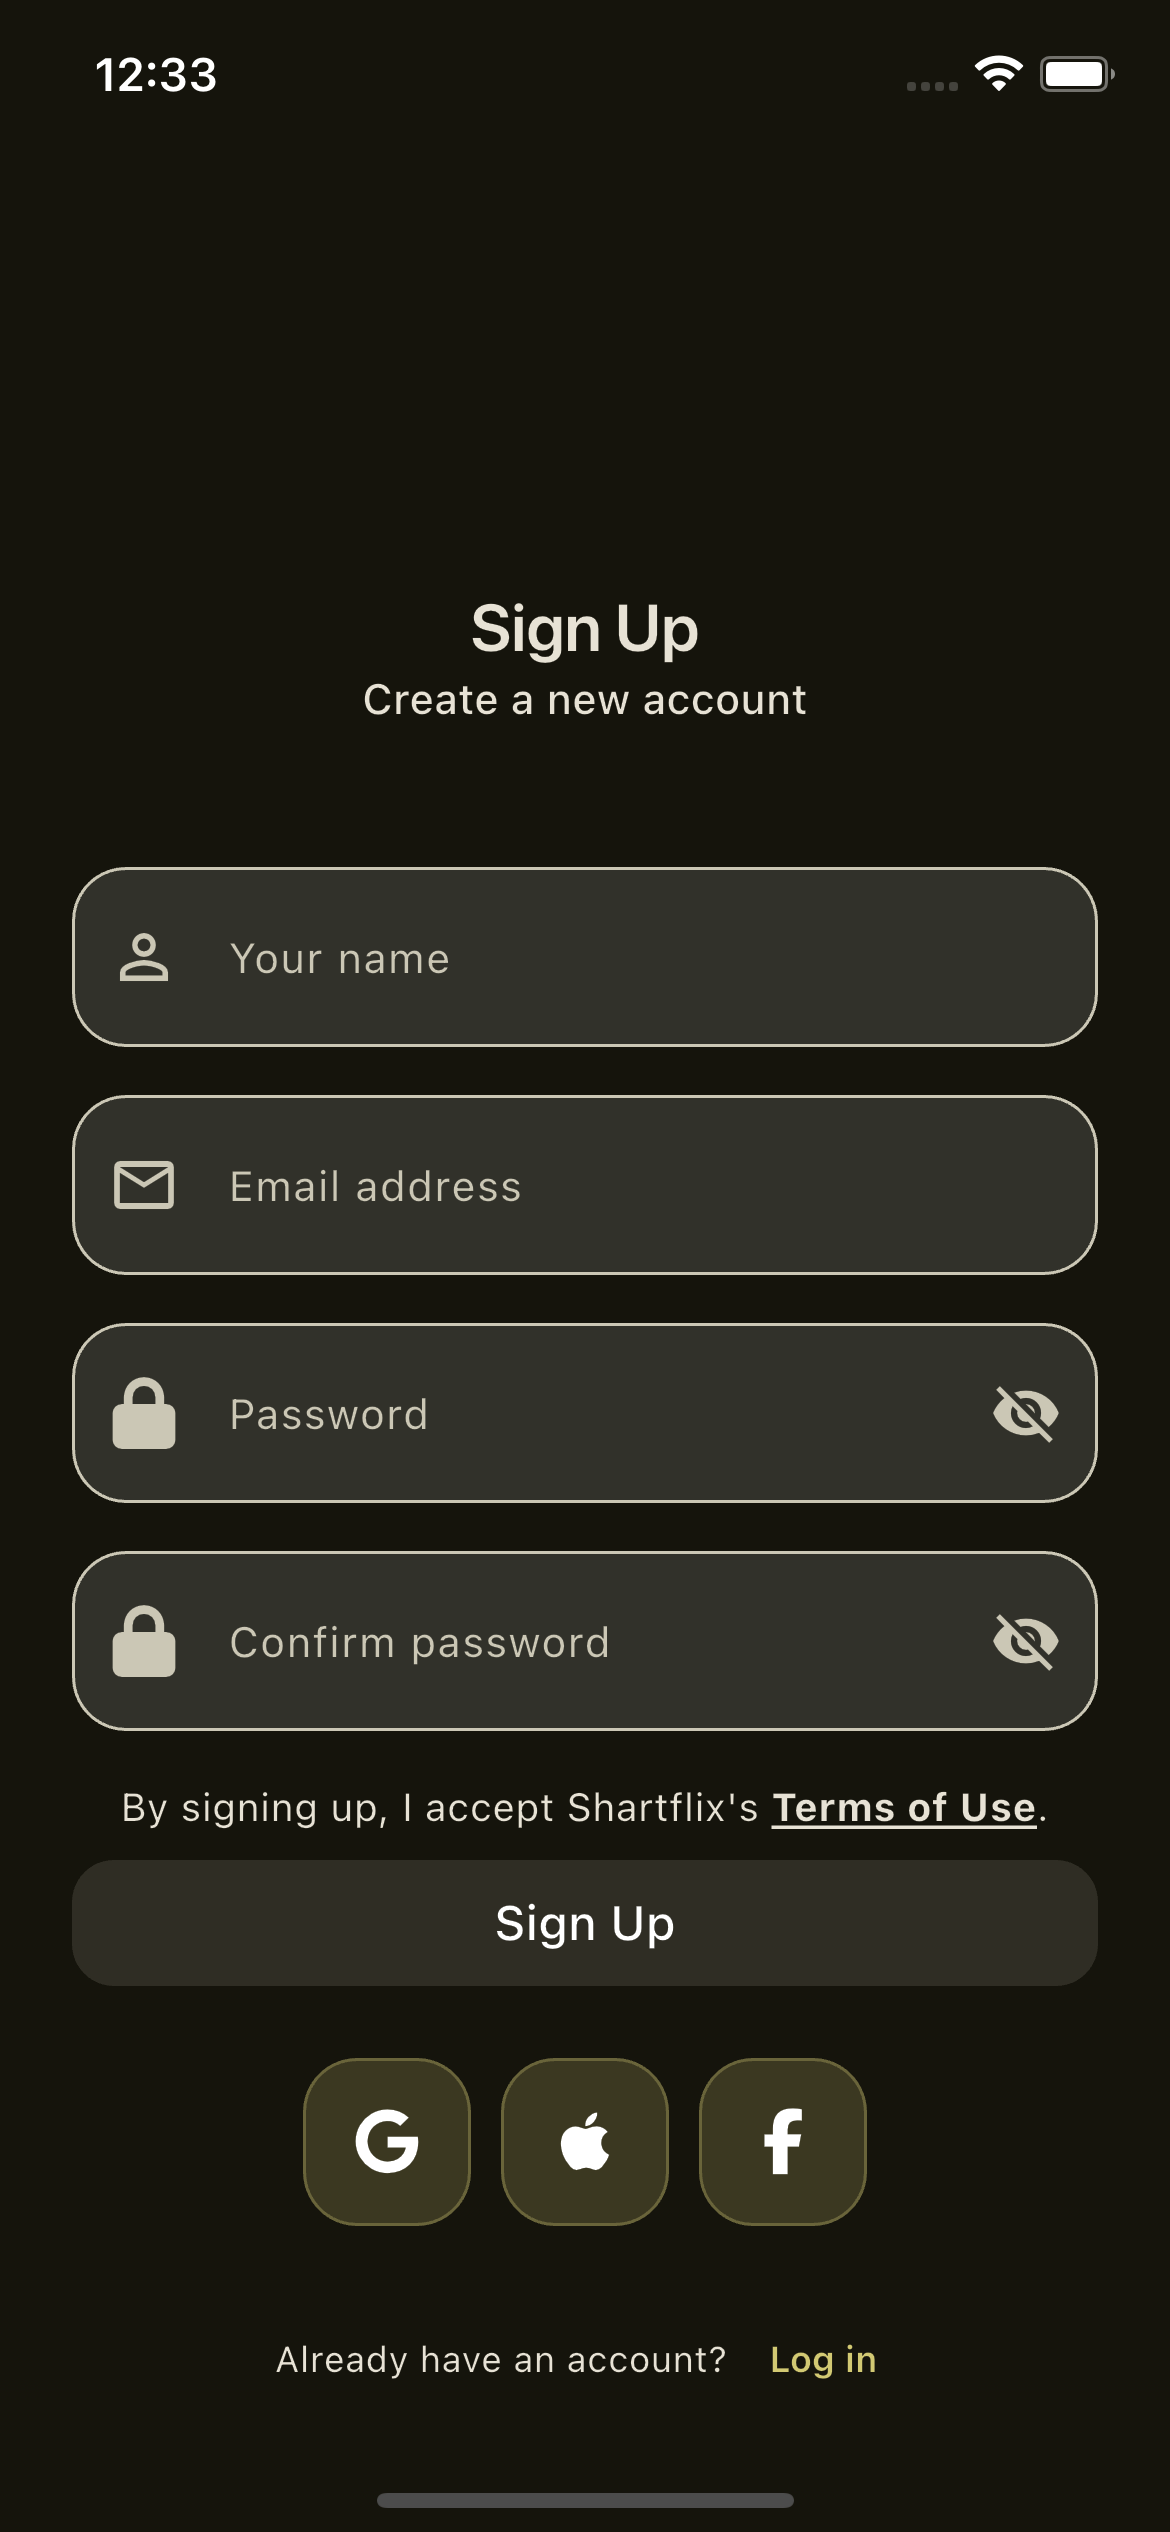 12:33
Sign Up
Create a new account
Your name
Email address
Password
Confirm password
By signing up, I accept Shartflix's Terms of Use.
Sign Up
Already have an account? Log in